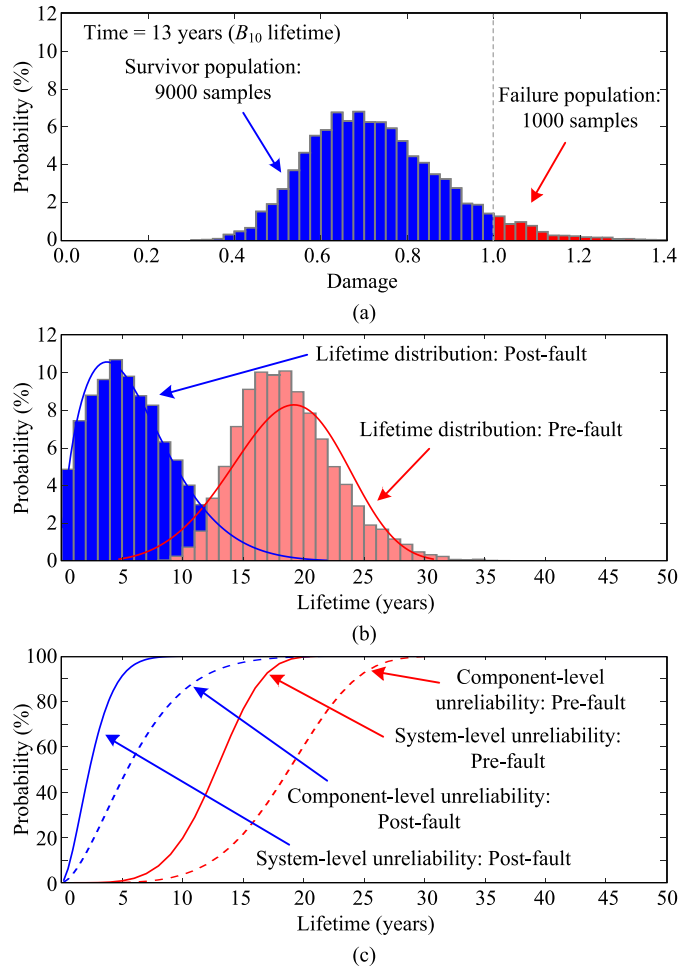 12
10
8
6
4
2
0
Probability (%)
Time = 13 years (B10 lifetime)
Survivor population:
9000 samples
Failure population:
1000 samples
0.0 0.2 0.4 0.6 0.8 1.0 1.2 1.4
Damage
(a)
12
10
8
6
4
2
0
Probability (%)
Lifetime distribution: Post-fault
Lifetime distribution: Pre-fault
0 5 10 15 20 25 30 35 40 45 50
Lifetime (years)
(b)
100
80
60
40
20
0
Probability (%)
Component-level
unreliability: Pre-fault
System-level unreliability:
Pre-fault
Component-level unreliability:
Post-fault
System-level unreliability: Post-fault
0 5 10 15 20 25 30 35 40 45 50
Lifetime (years)
(c)